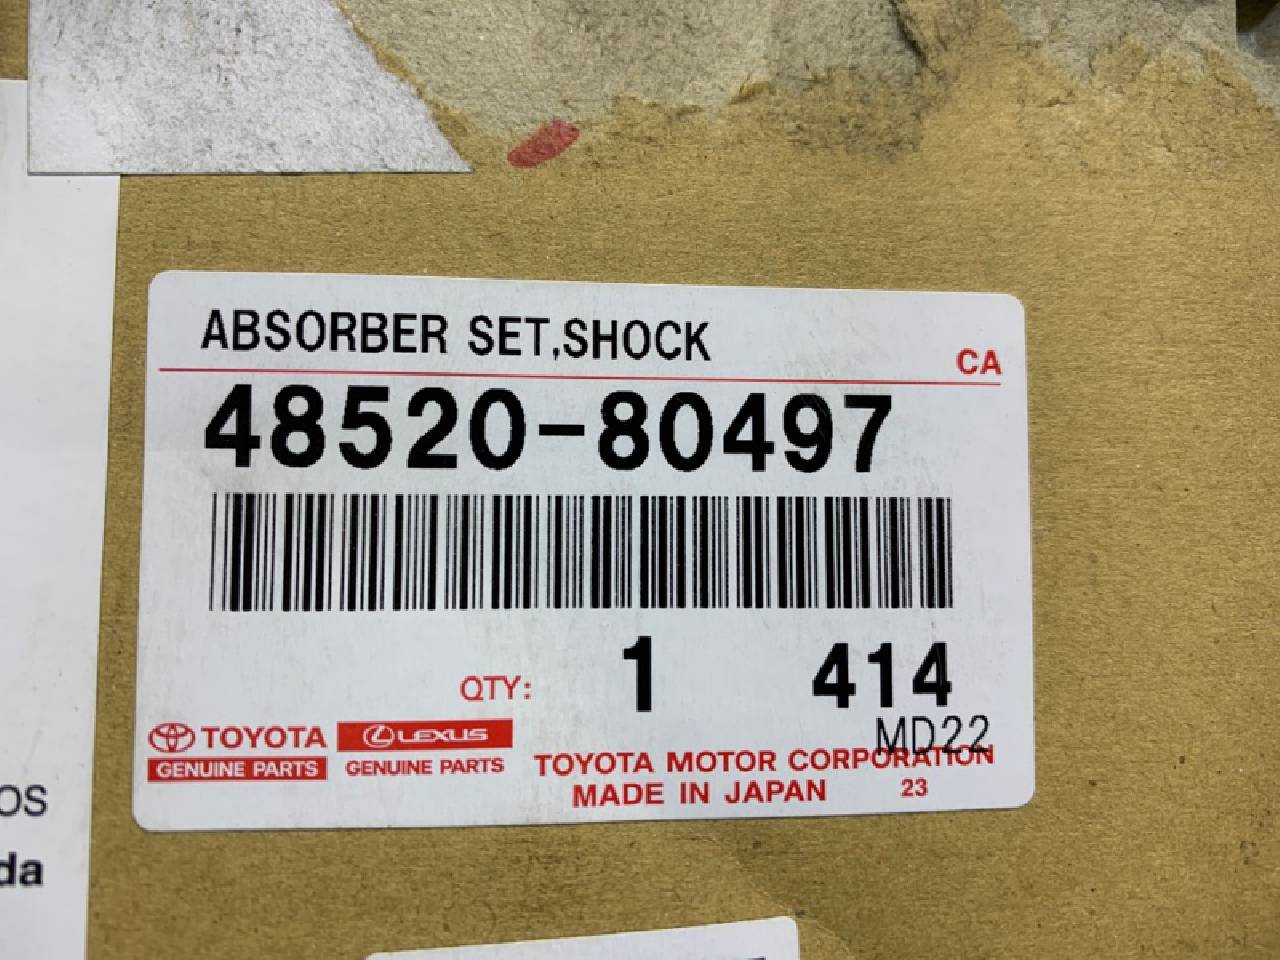 ABSORBER SET,SHOCK
CA
48520-80497
QTY: 1 414
MD22
TOYOTA LEXUS
GENUINE PARTS GENUINE PARTS
TOYOTA MOTOR CORPORATION
MADE IN JAPAN 23
OS
da